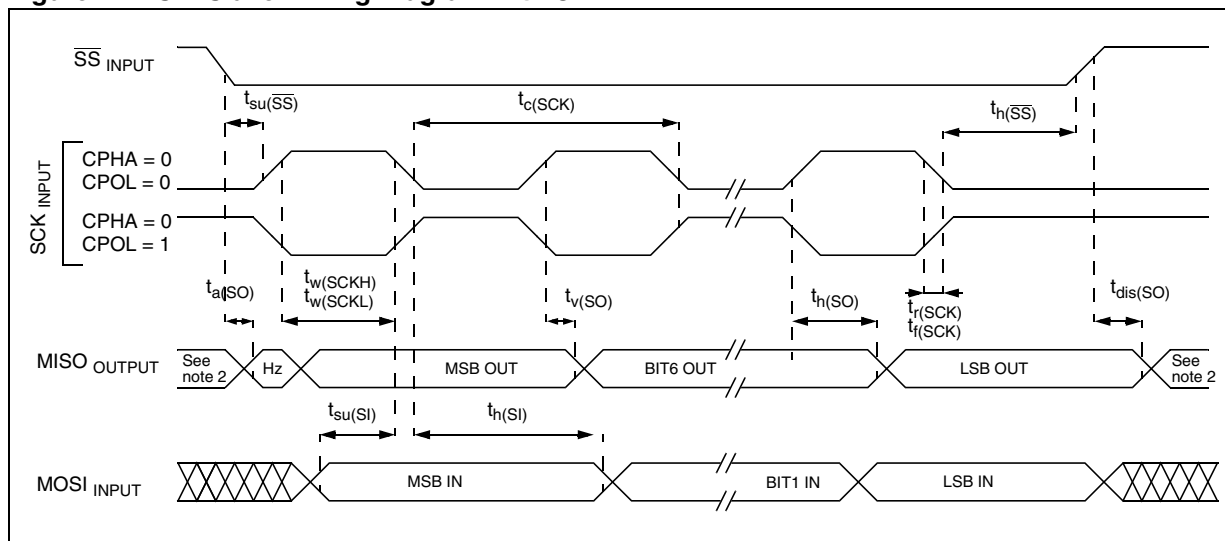 SS INPUT
tsu(SS)
tc(SCK)
th(SS)
SCK INPUT
CPHA = 0
CPOL = 0
CPHA = 0
CPOL = 1
ta(SO)
tw(SCKH)
tw(SCKL)
tv(SO)
th(SO)
tr(SCK)
tf(SCK)
tdis(SO)
MISO OUTPUT
See note 2
Hz
MSB OUT
BIT6 OUT
LSB OUT
See note 2
tsu(SI)
th(SI)
MOSI INPUT
MSB IN
BIT1 IN
LSB IN